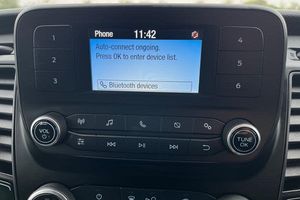 Phone 11:42
Auto-connect ongoing.
Press OK to enter device list.
Bluetooth devices
1
2
3
4
5
6
VOL
TUNE
OK